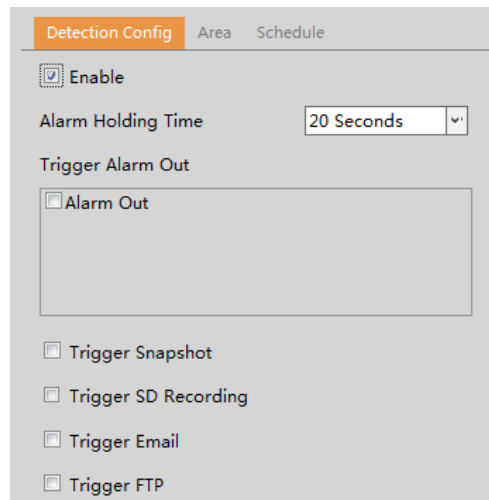 Detection Config Area Schedule
Enable
Alarm Holding Time 20 Seconds
Trigger Alarm Out
Alarm Out
Trigger Snapshot
Trigger SD Recording
Trigger Email
Trigger FTP